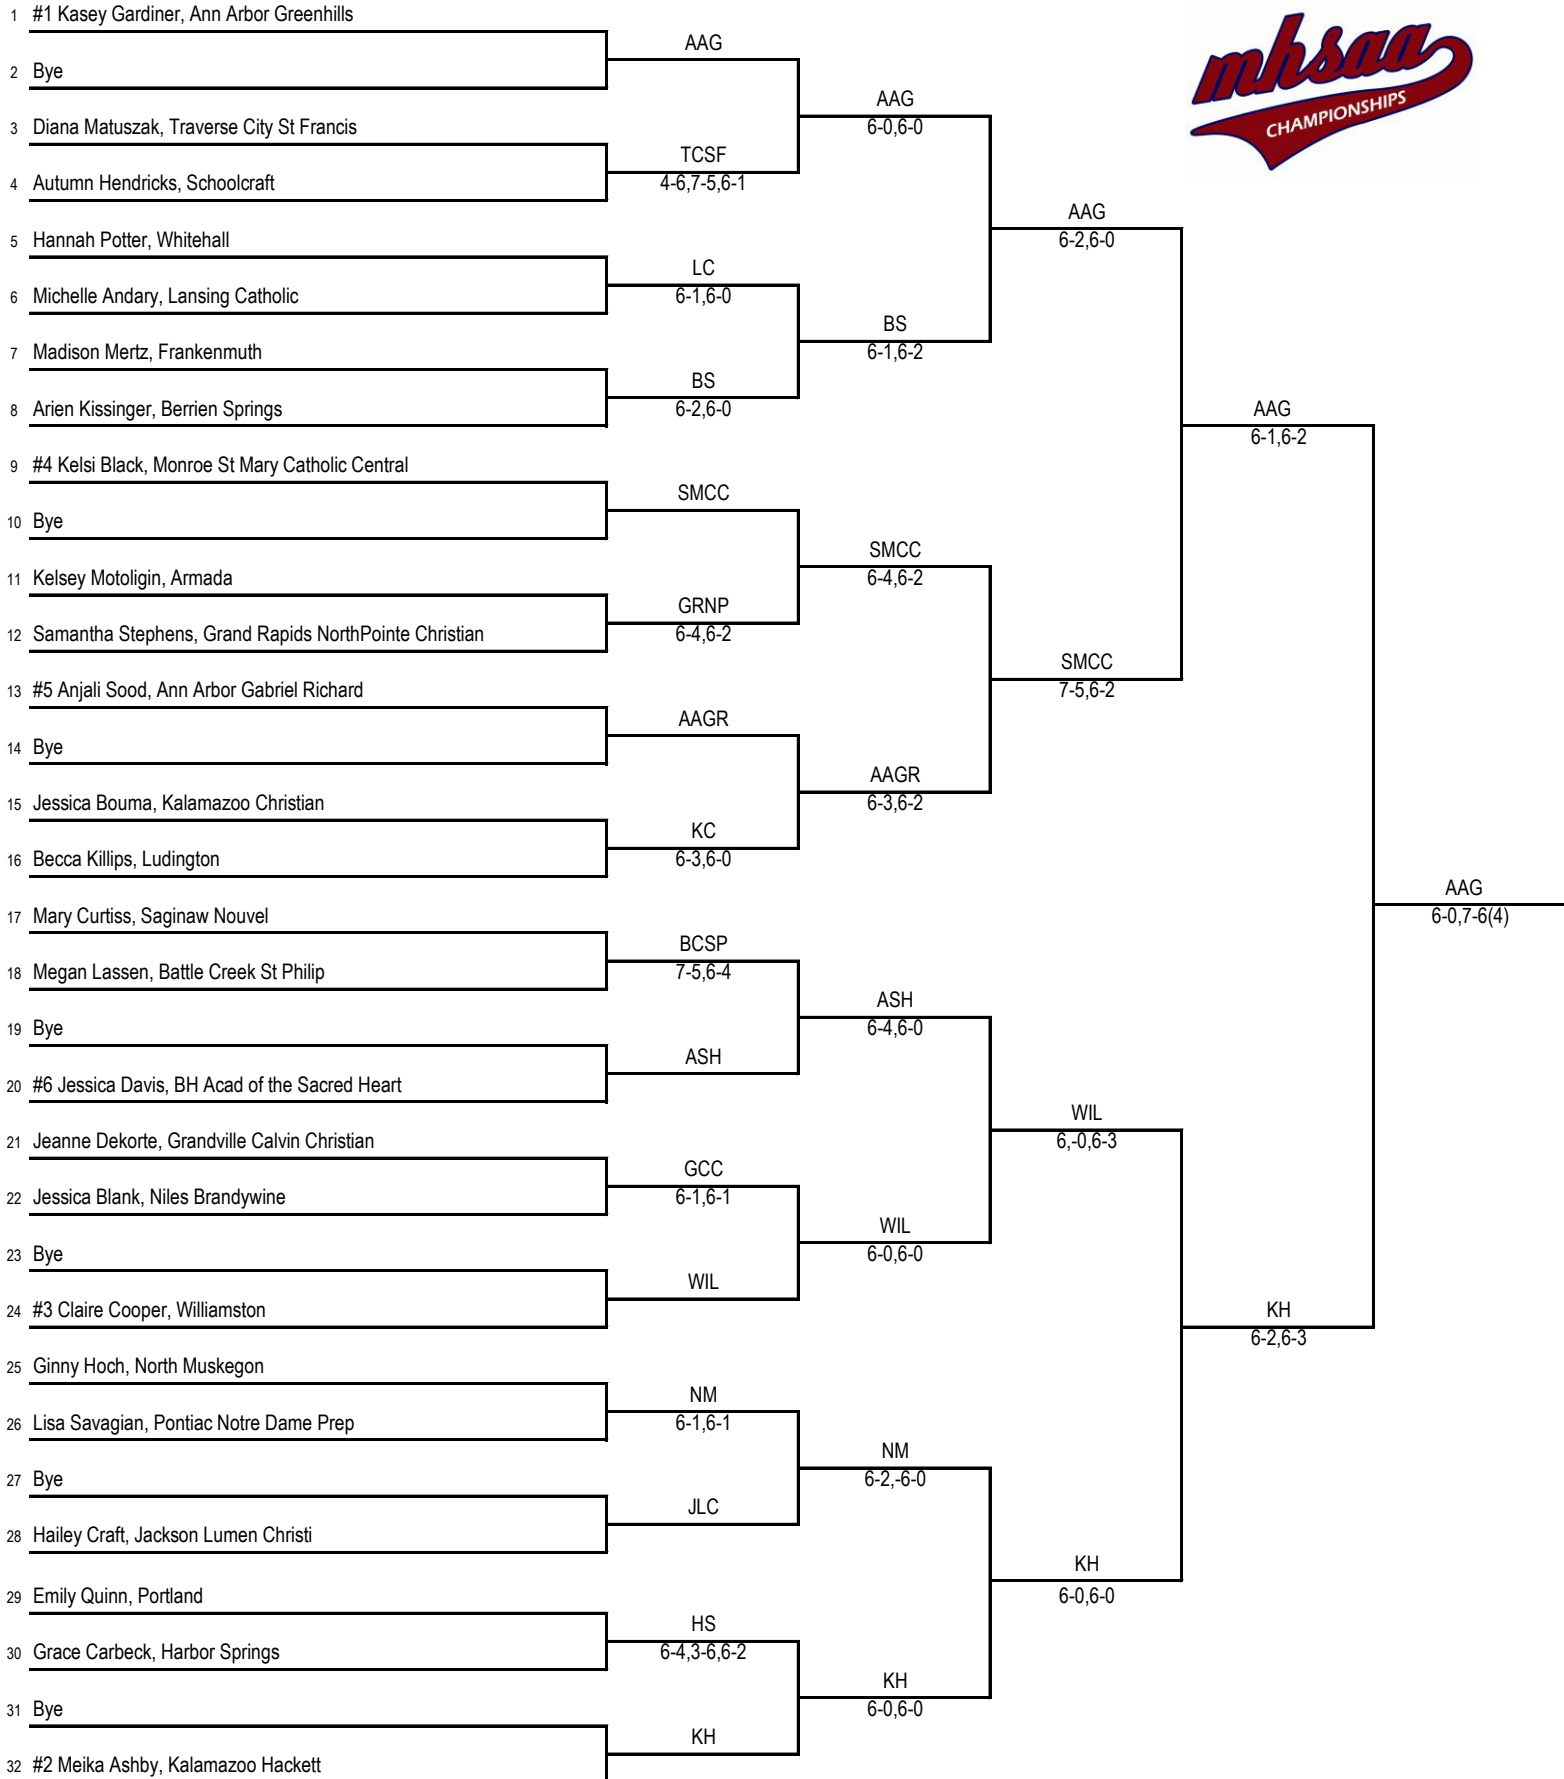 mhsaa
CHAMPIONSHIPS
1 #1 Kasey Gardiner, Ann Arbor Greenhills
AAG
2 Bye
AAG
6-0,6-0
3 Diana Matuszak, Traverse City St Francis
TCSF
4-6,7-5,6-1
4 Autumn Hendricks, Schoolcraft
AAG
6-2,6-0
5 Hannah Potter, Whitehall
LC
6-1,6-0
6 Michelle Andary, Lansing Catholic
BS
6-1,6-2
7 Madison Mertz, Frankenmuth
BS
6-2,6-0
8 Arien Kissinger, Berrien Springs
AAG
6-1,6-2
9 #4 Kelsi Black, Monroe St Mary Catholic Central
SMCC
10 Bye
SMCC
6-4,6-2
11 Kelsey Motoligin, Armada
GRNP
6-4,6-2
12 Samantha Stephens, Grand Rapids NorthPointe Christian
SMCC
7-5,6-2
13 #5 Anjali Sood, Ann Arbor Gabriel Richard
AAGR
14 Bye
AAGR
6-3,6-2
15 Jessica Bouma, Kalamazoo Christian
KC
6-3,6-0
16 Becca Killips, Ludington
AAG
6-0,7-6(4)
17 Mary Curtiss, Saginaw Nouvel
BCSP
7-5,6-4
18 Megan Lassen, Battle Creek St Philip
ASH
6-4,6-0
19 Bye
ASH
20 #6 Jessica Davis, BH Acad of the Sacred Heart
WIL
6,-0,6-3
21 Jeanne Dekorte, Grandville Calvin Christian
GCC
6-1,6-1
22 Jessica Blank, Niles Brandywine
WIL
6-0,6-0
23 Bye
WIL
24 #3 Claire Cooper, Williamston
KH
6-2,6-3
25 Ginny Hoch, North Muskegon
NM
6-1,6-1
26 Lisa Savagian, Pontiac Notre Dame Prep
NM
6-2,-6-0
27 Bye
JLC
28 Hailey Craft, Jackson Lumen Christi
KH
6-0,6-0
29 Emily Quinn, Portland
HS
6-4,3-6,6-2
30 Grace Carbeck, Harbor Springs
KH
6-0,6-0
31 Bye
KH
32 #2 Meika Ashby, Kalamazoo Hackett